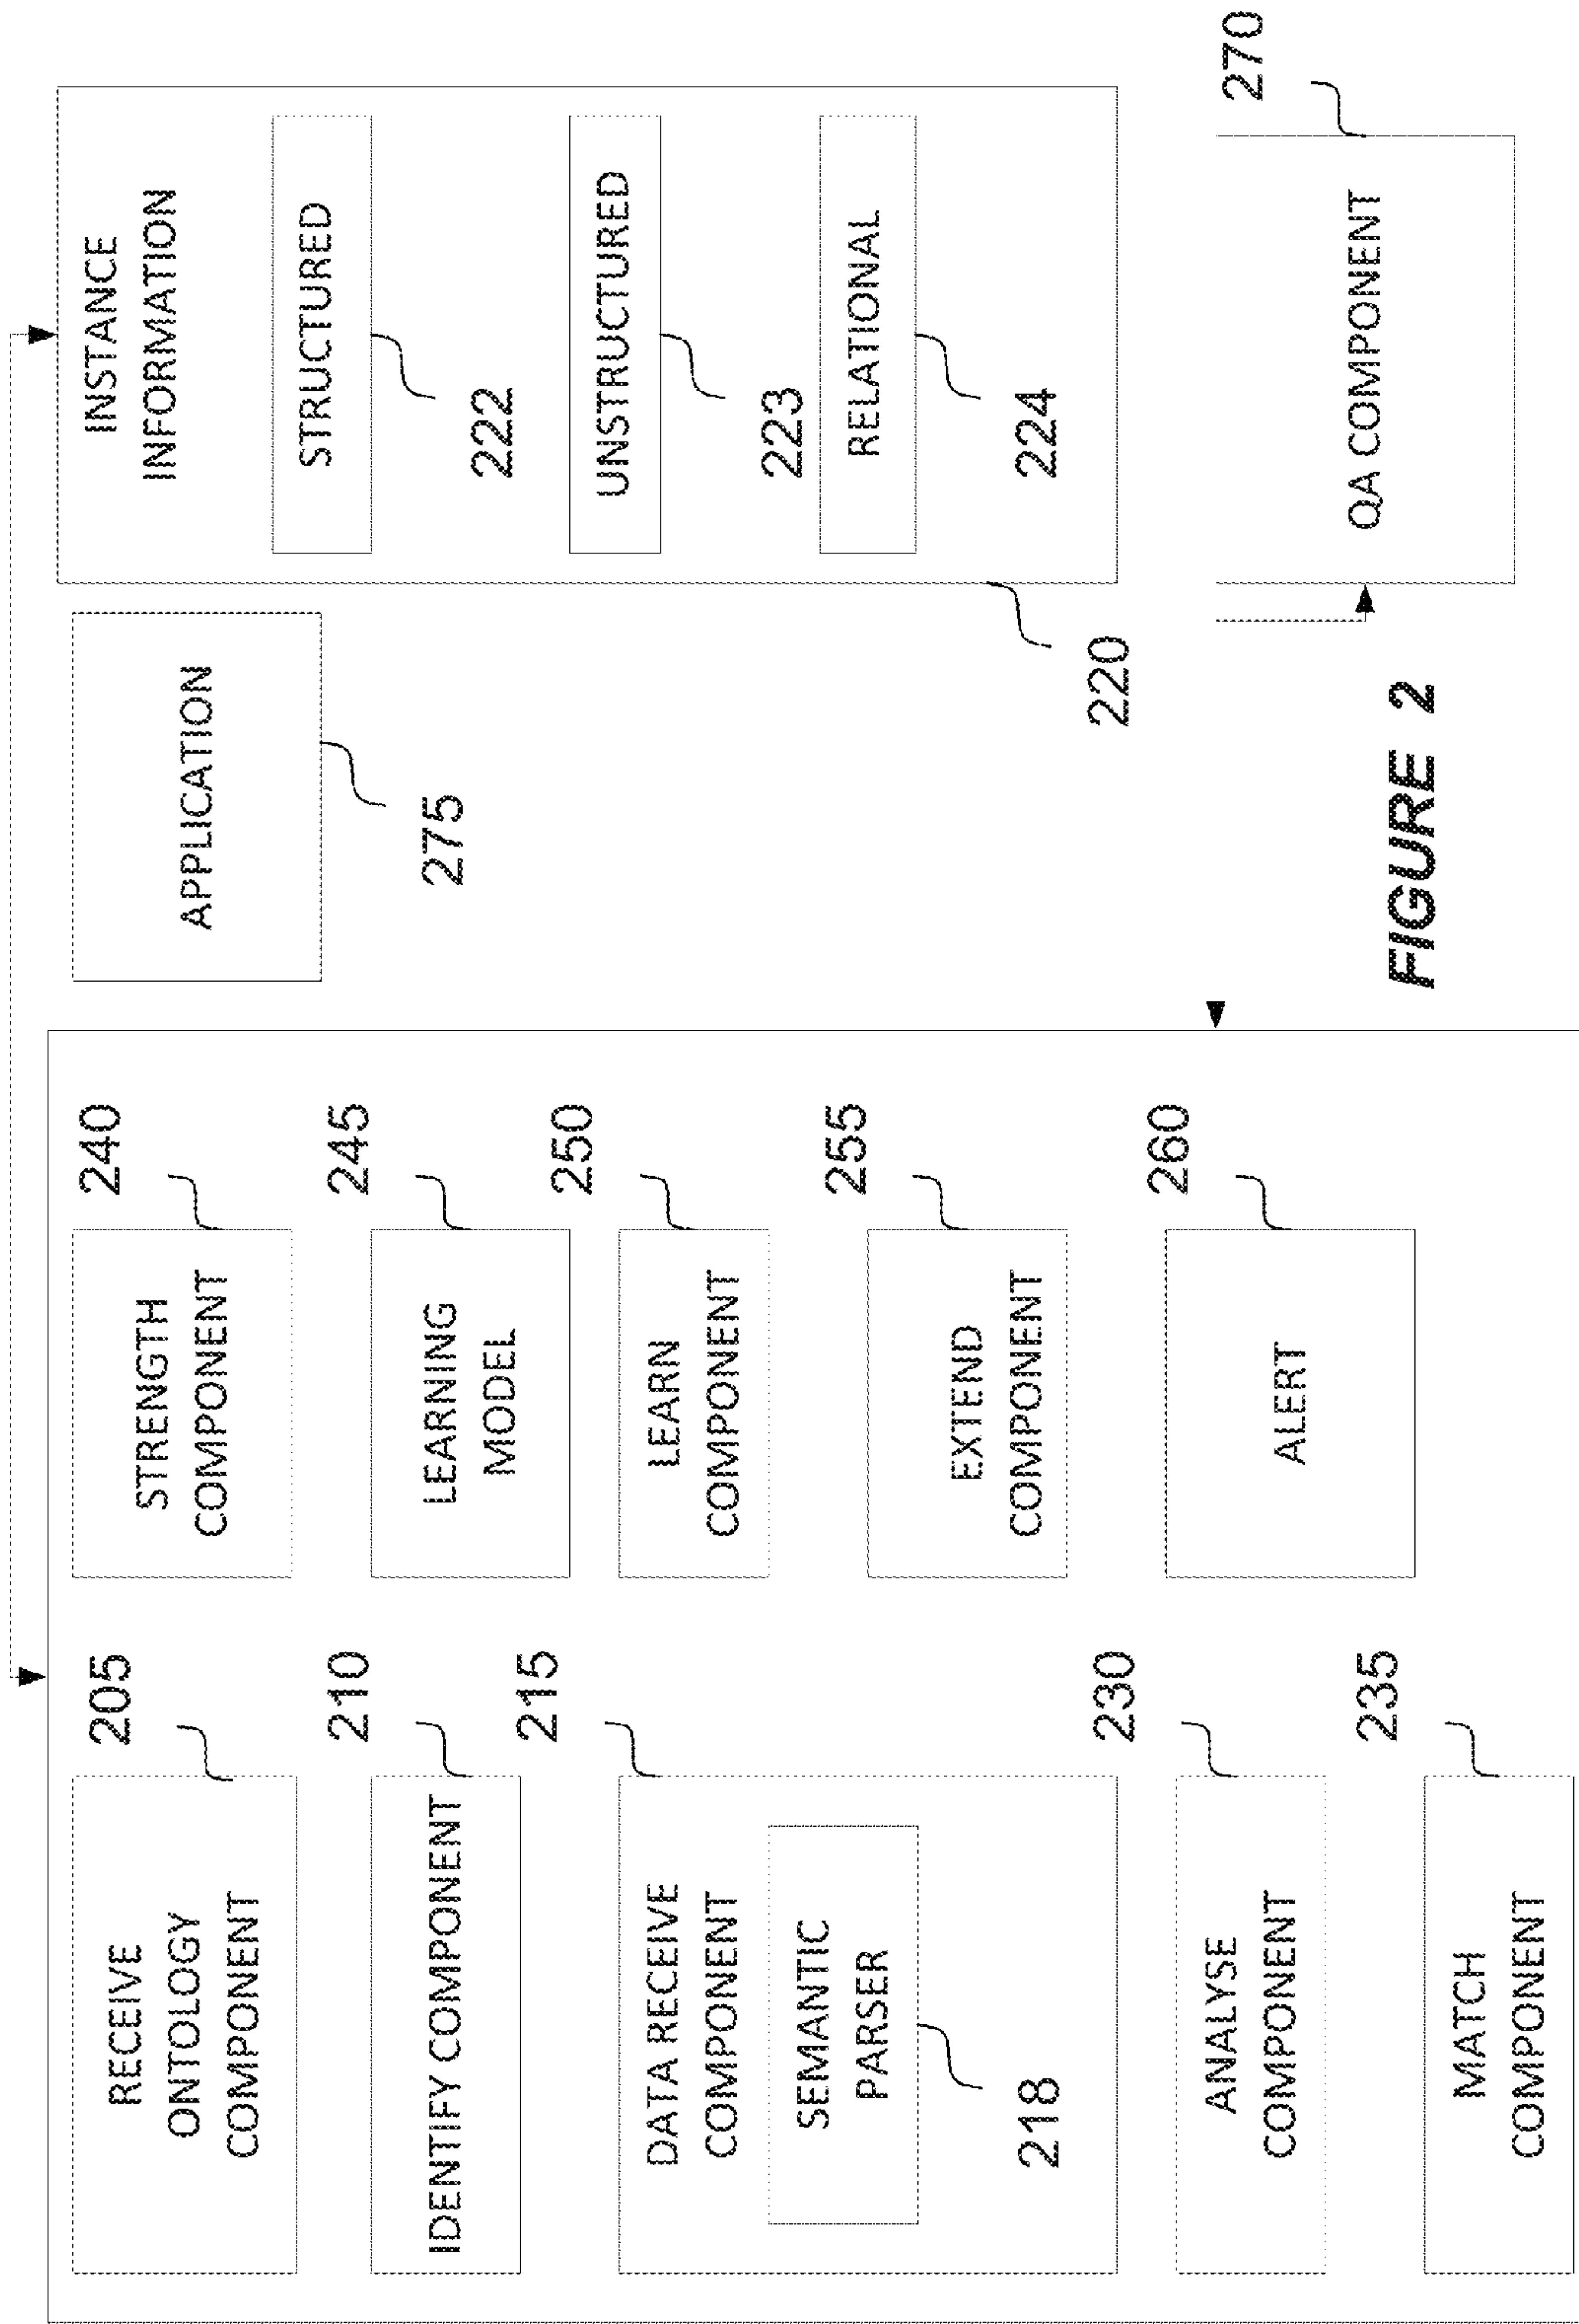 RECEIVE
ONTOLOGY
COMPONENT
205
IDENTIFY COMPONENT
210
DATA RECEIVE
COMPONENT
215
SEMANTIC
PARSER
218
ANALYSE
COMPONENT
230
MATCH
COMPONENT
235
STRENGTH
COMPONENT
240
LEARNING
MODEL
245
LEARN
COMPONENT
250
EXTEND
COMPONENT
255
ALERT
260
APPLICATION
275
INSTANCE
INFORMATION
STRUCTURED
222
UNSTRUCTURED
223
RELATIONAL
224
220
QA COMPONENT
270
FIGURE 2